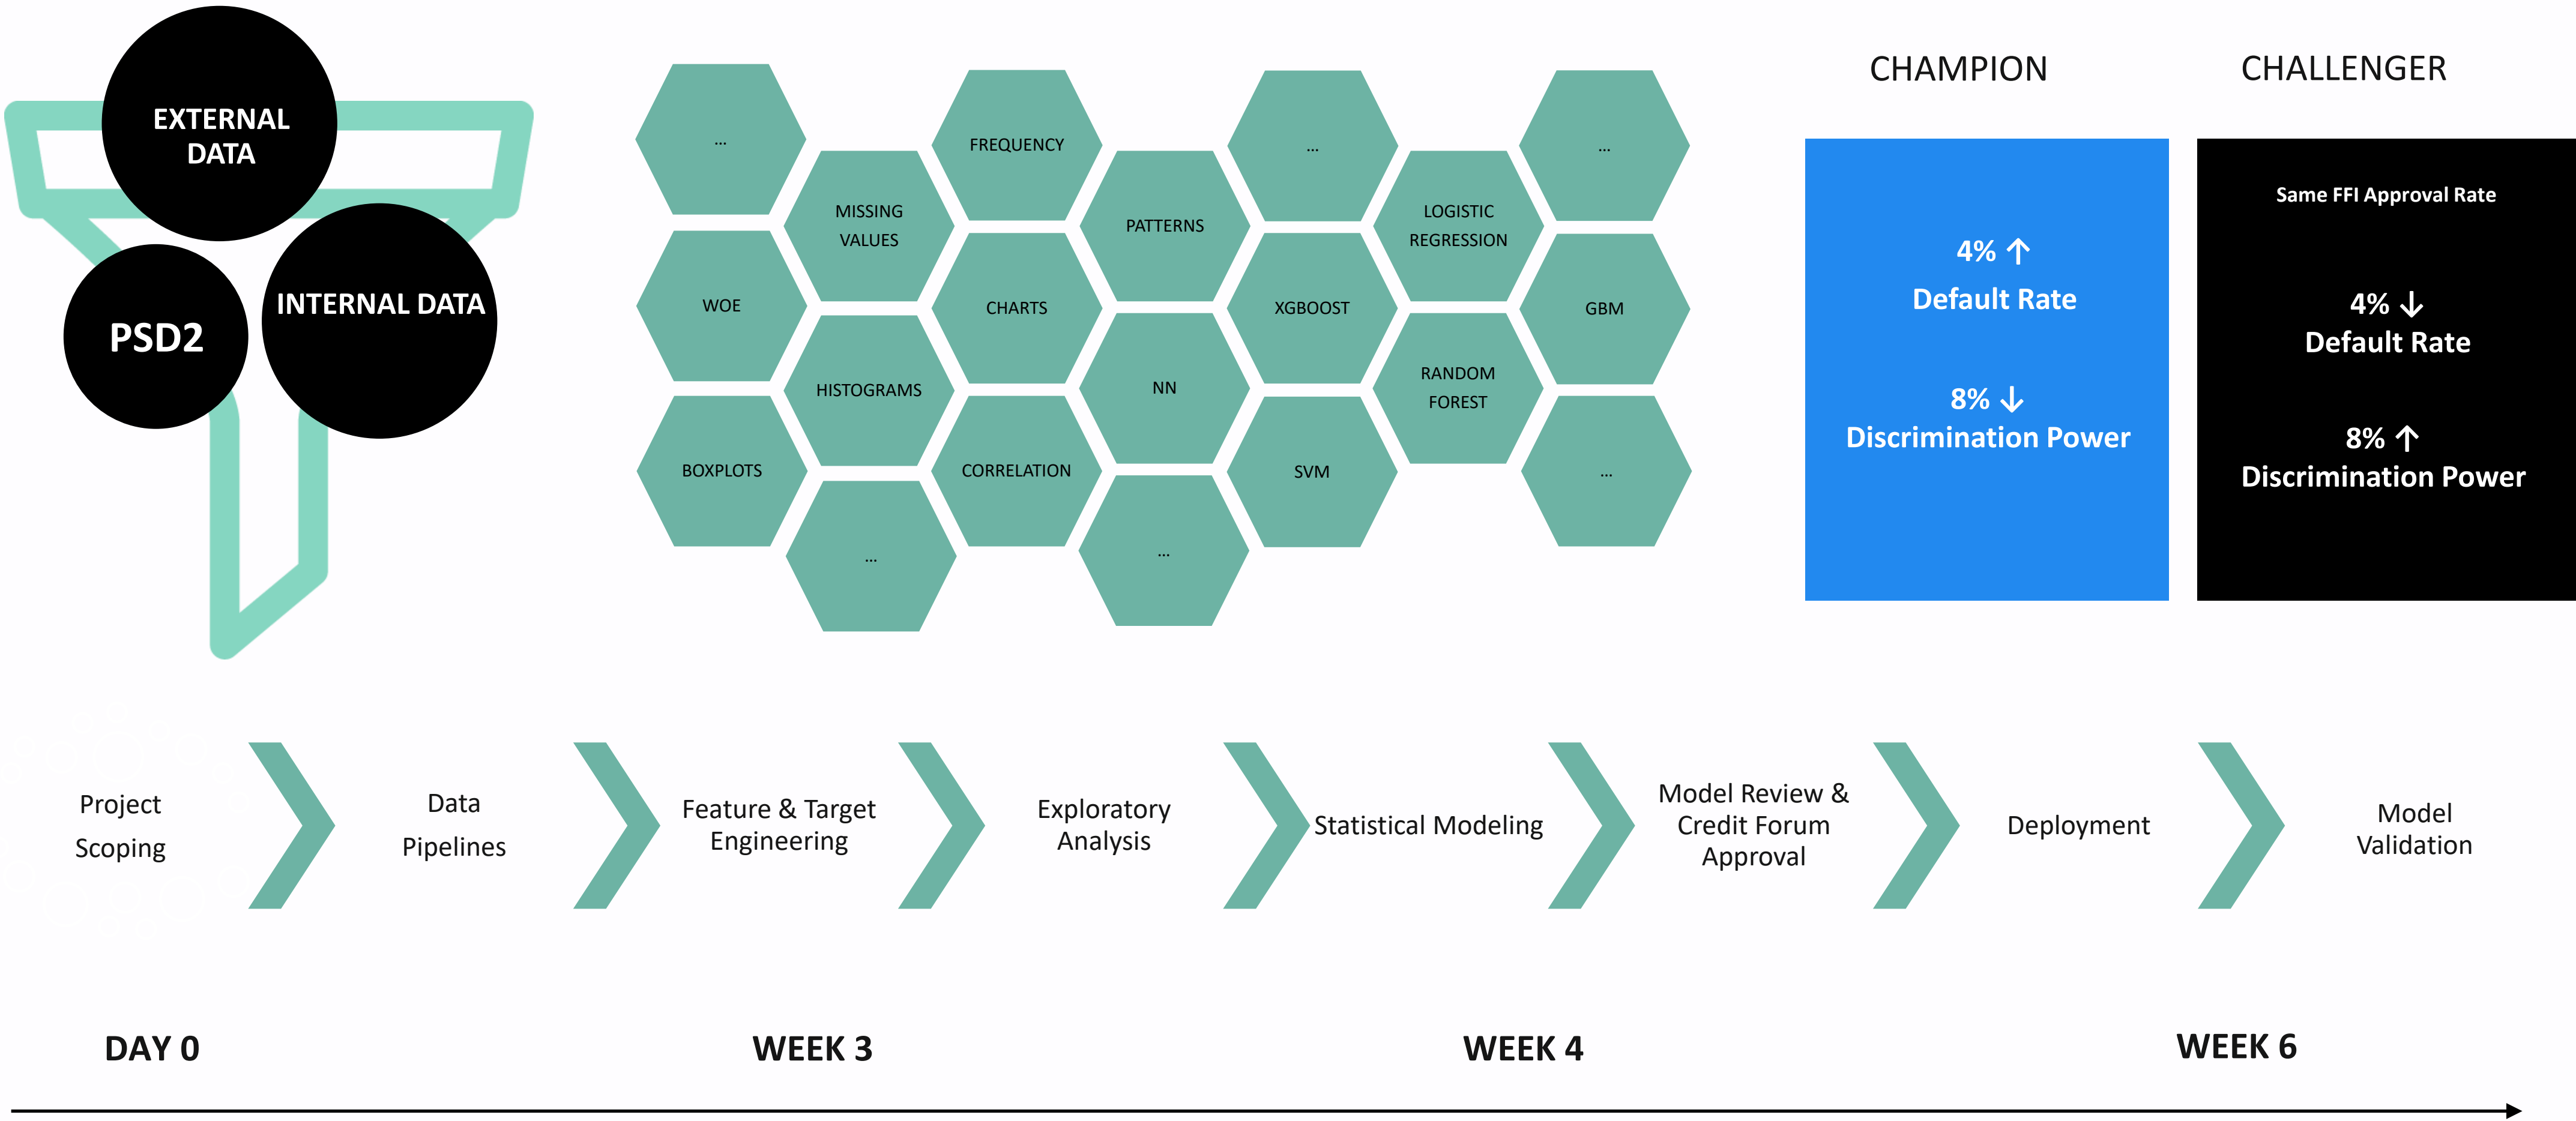 EXTERNAL
DATA
PSD2
INTERNAL DATA
...
MISSING
VALUES
FREQUENCY
PATTERNS
...
LOGISTIC
REGRESSION
...
WOE
CHARTS
XGBOOST
GBM
HISTOGRAMS
NN
RANDOM
FOREST
BOXPLOTS
CORRELATION
SVM
...
...
...
CHAMPION
4% ↑
Default Rate
8% ↓
Discrimination Power
CHALLENGER
Same FFI Approval Rate
4% ↓
Default Rate
8% ↑
Discrimination Power
Project
Scoping
Data
Pipelines
Feature & Target
Engineering
Exploratory
Analysis
Statistical Modeling
Model Review &
Credit Forum
Approval
Deployment
Model
Validation
DAY 0
WEEK 3
WEEK 4
WEEK 6